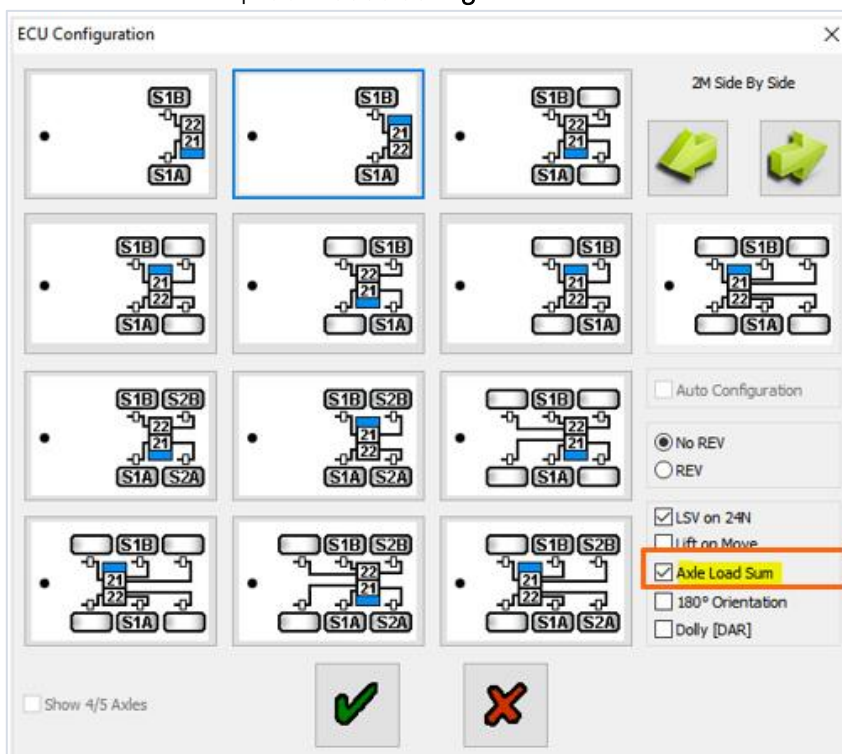 ECU Configuration
2M Side By Side
S1B
22
21
S1A
S1B
21
22
S1A
S1B
22
21
S1A
S1B
21
22
S1A
S1B
22
21
S1A
S1B
21
22
S1A
S1B
21
22
S1A
Auto Configuration
S1B S2B
22
21
S1A S2A
S1B S2B
21
22
S1A S2A
S1B
22
21
S1A
No REV
REV
LSV on 24N
Lift on Move
Axle Load Sum
180° Orientation
Dolly [DAR]
S1B
21
22
S1A
S1B S2B
22
21
S1A S2A
S1B S2B
21
22
S1A S2A
Show 4/5 Axles